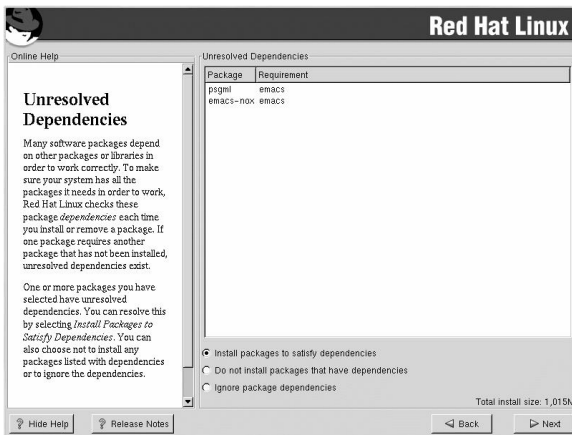 Red Hat Linux
Online Help
Unresolved
Dependencies
Many software packages depend
on other packages or libraries in
order to work correctly. To make
sure your system has all the
packages it needs in order to work,
Red Hat Linux checks these
package dependencies each time
you install or remove a package. If
one package requires another
package that has not been installed,
unresolved dependencies exist.
One or more packages you have
selected have unresolved
dependencies. You can resolve this
by selecting Install Packages to
Satisfy Dependencies. You can
also choose not to install any
packages listed with dependencies
or to ignore the dependencies.
Unresolved Dependencies
Package Requirement
psgml emacs
emacs-nox emacs
Install packages to satisfy dependencies
Do not install packages that have dependencies
Ignore package dependencies
Total install size: 1,015M
Hide Help
Release Notes
Back
Next